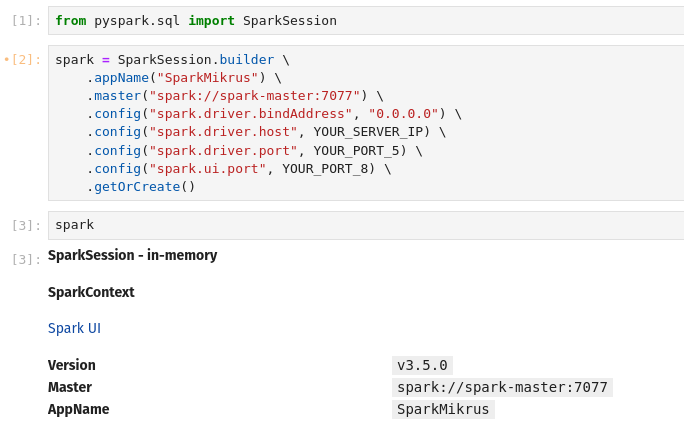 [1]: from pyspark.sql import SparkSession
•[2]: spark = SparkSession.builder \
.appName("SparkMikrus") \
.master("spark://spark-master:7077") \
.config("spark.driver.bindAddress", "0.0.0.0") \
.config("spark.driver.host", YOUR_SERVER_IP) \
.config("spark.driver.port", YOUR_PORT_5) \
.config("spark.ui.port", YOUR_PORT_8) \
.getOrCreate()
[3]: spark
[3]: SparkSession - in-memory
SparkContext
Spark UI
Version v3.5.0
Master spark://spark-master:7077
AppName SparkMikrus